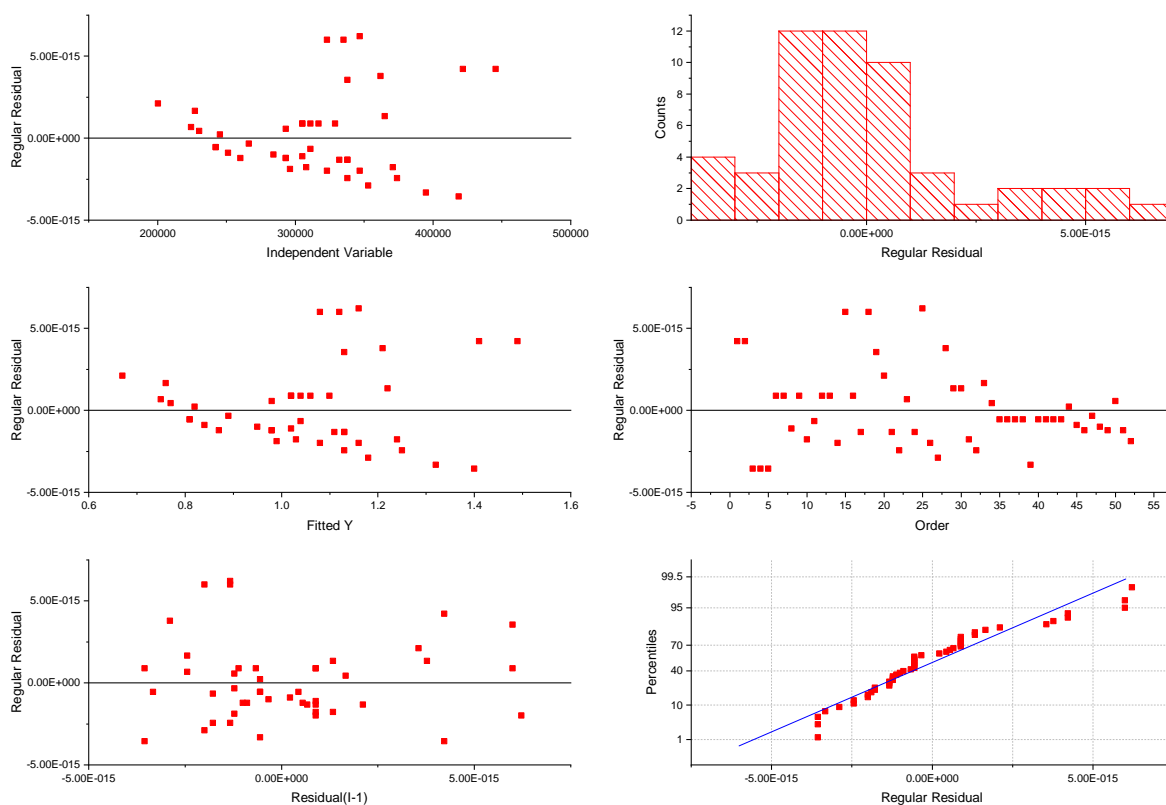 5.00E-015
0.00E+000
-5.00E-015
Regular Residual
200000 300000 400000 500000
Independent Variable
12
10
8
6
4
2
0
Counts
0.00E+000 5.00E-015
Regular Residual
5.00E-015
0.00E+000
-5.00E-015
Regular Residual
0.6 0.8 1.0 1.2 1.4 1.6
Fitted Y
5.00E-015
0.00E+000
-5.00E-015
Regular Residual
-5 0 5 10 15 20 25 30 35 40 45 50 55
Order
5.00E-015
0.00E+000
-5.00E-015
Regular Residual
-5.00E-015 0.00E+000 5.00E-015
Residual(I-1)
99.5
95
70
40
10
1
Percentiles
-5.00E-015 0.00E+000 5.00E-015
Regular Residual